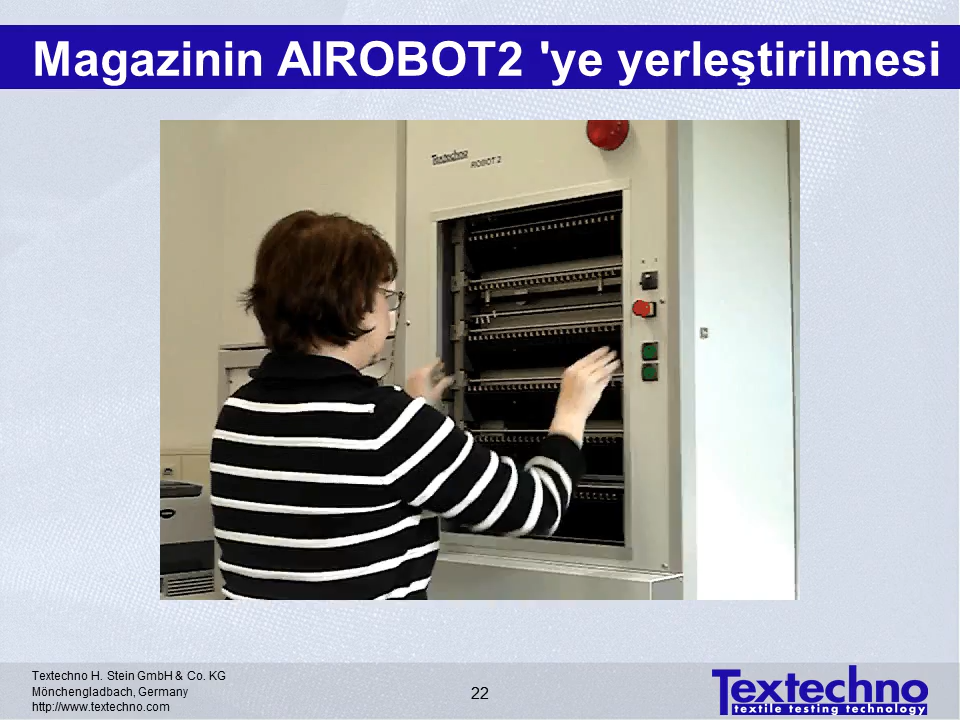 Magazinin AIROBOT2 'ye yerleştirilmesi
Textechno
ROBOT 2
Textechno H. Stein GmbH & Co. KG
Mönchengladbach, Germany
http://www.textechno.com
22
Textechno
textile testing technology